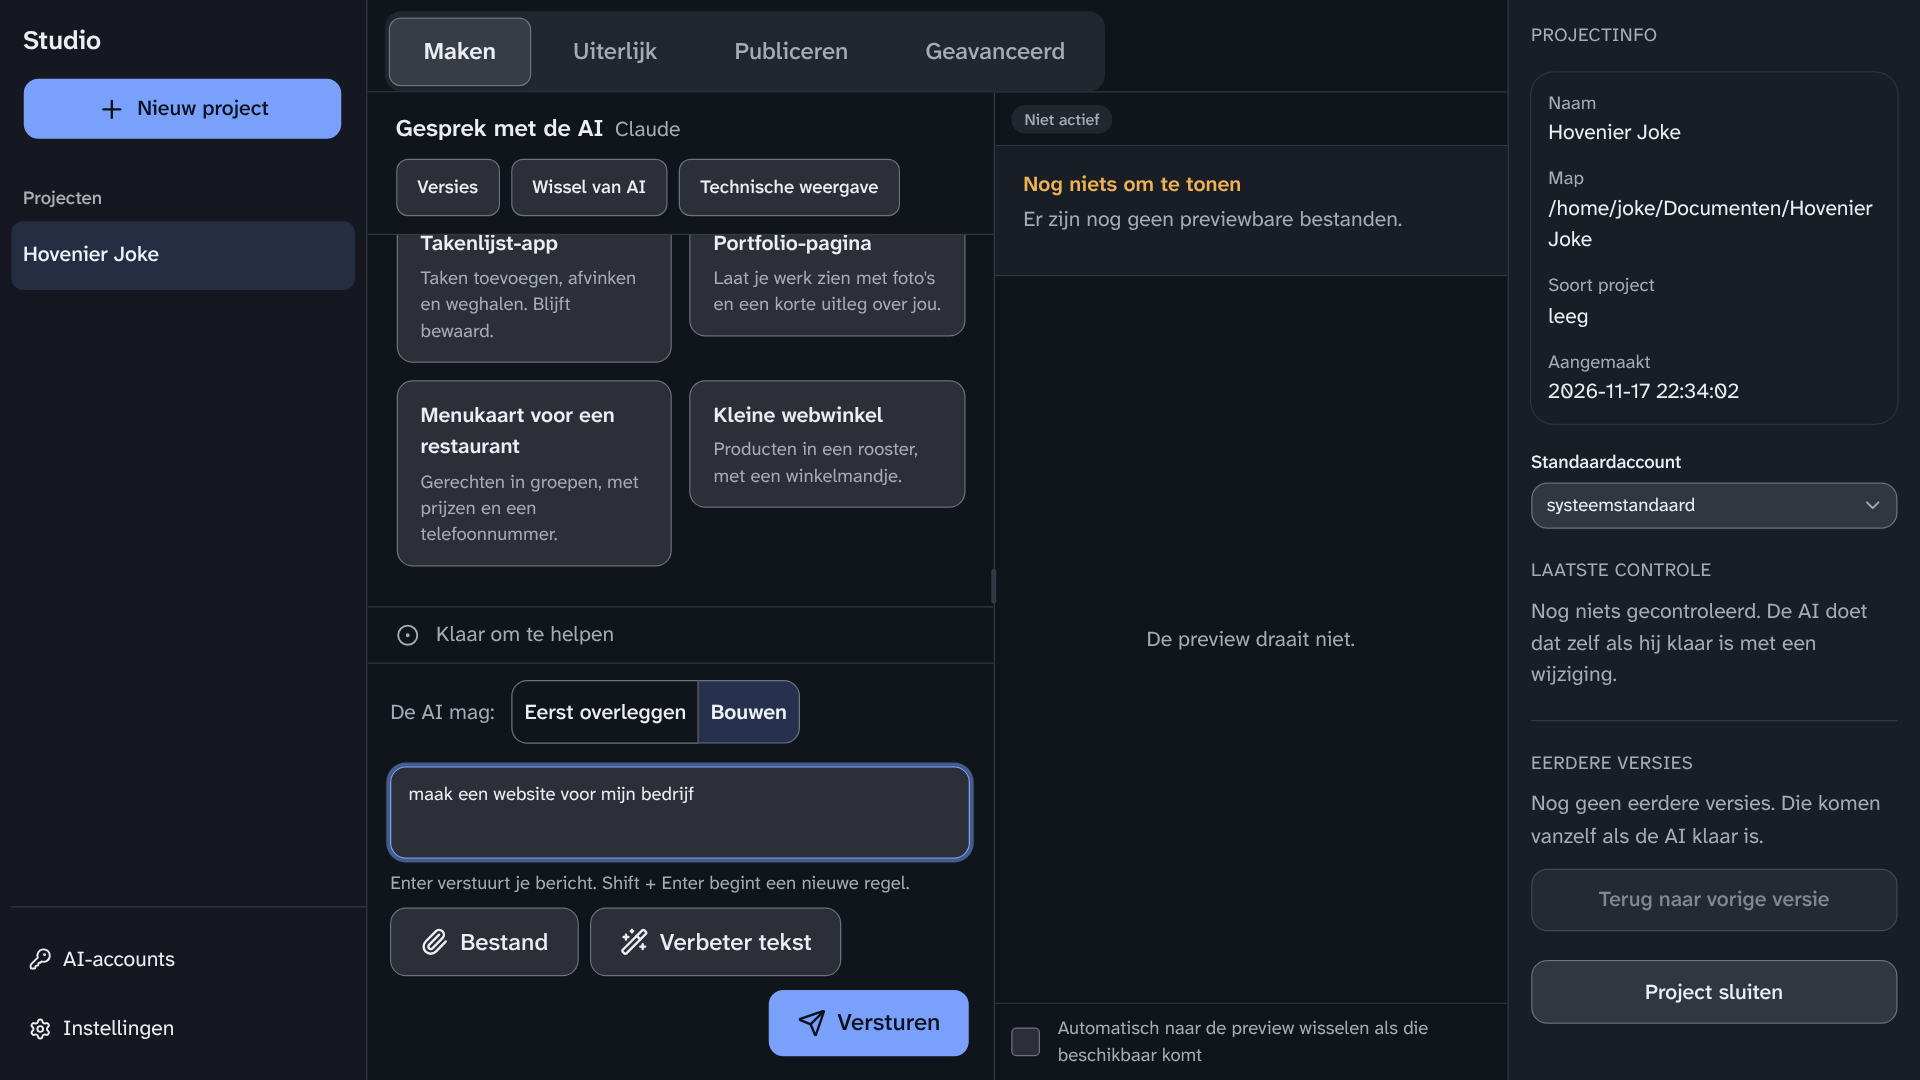 Studio
Nieuw project
Projecten
Hovenier Joke
AI-accounts
Instellingen
Maken
Uiterlijk
Publiceren
Geavanceerd
Gesprek met de AI Claude
Versies
Wissel van AI
Technische weergave
Takenlijst-app
Taken toevoegen, afvinken
en weghalen. Blijft
bewaard.
Portfolio-pagina
Laat je werk zien met foto's
en een korte uitleg over jou.
Menukaart voor een
restaurant
Gerechten in groepen, met
prijzen en een
telefoonnummer.
Kleine webwinkel
Producten in een rooster,
met een winkelmandje.
Klaar om te helpen
De AI mag:
Eerst overleggen
Bouwen
maak een website voor mijn bedrijf
Enter verstuurt je bericht. Shift + Enter begint een nieuwe regel.
Bestand
Verbeter tekst
Versturen
Niet actief
Nog niets om te tonen
Er zijn nog geen previewbare bestanden.
De preview draait niet.
Automatisch naar de preview wisselen als die
beschikbaar komt
PROJECTINFO
Naam
Hovenier Joke
Map
/home/joke/Documenten/Hovenier
Joke
Soort project
leeg
Aangemaakt
2026-11-17 22:34:02
Standaardaccount
systeemstandaard
LAATSTE CONTROLE
Nog niets gecontroleerd. De AI doet
dat zelf als hij klaar is met een
wijziging.
EERDERE VERSIES
Nog geen eerdere versies. Die komen
vanzelf als de AI klaar is.
Terug naar vorige versie
Project sluiten